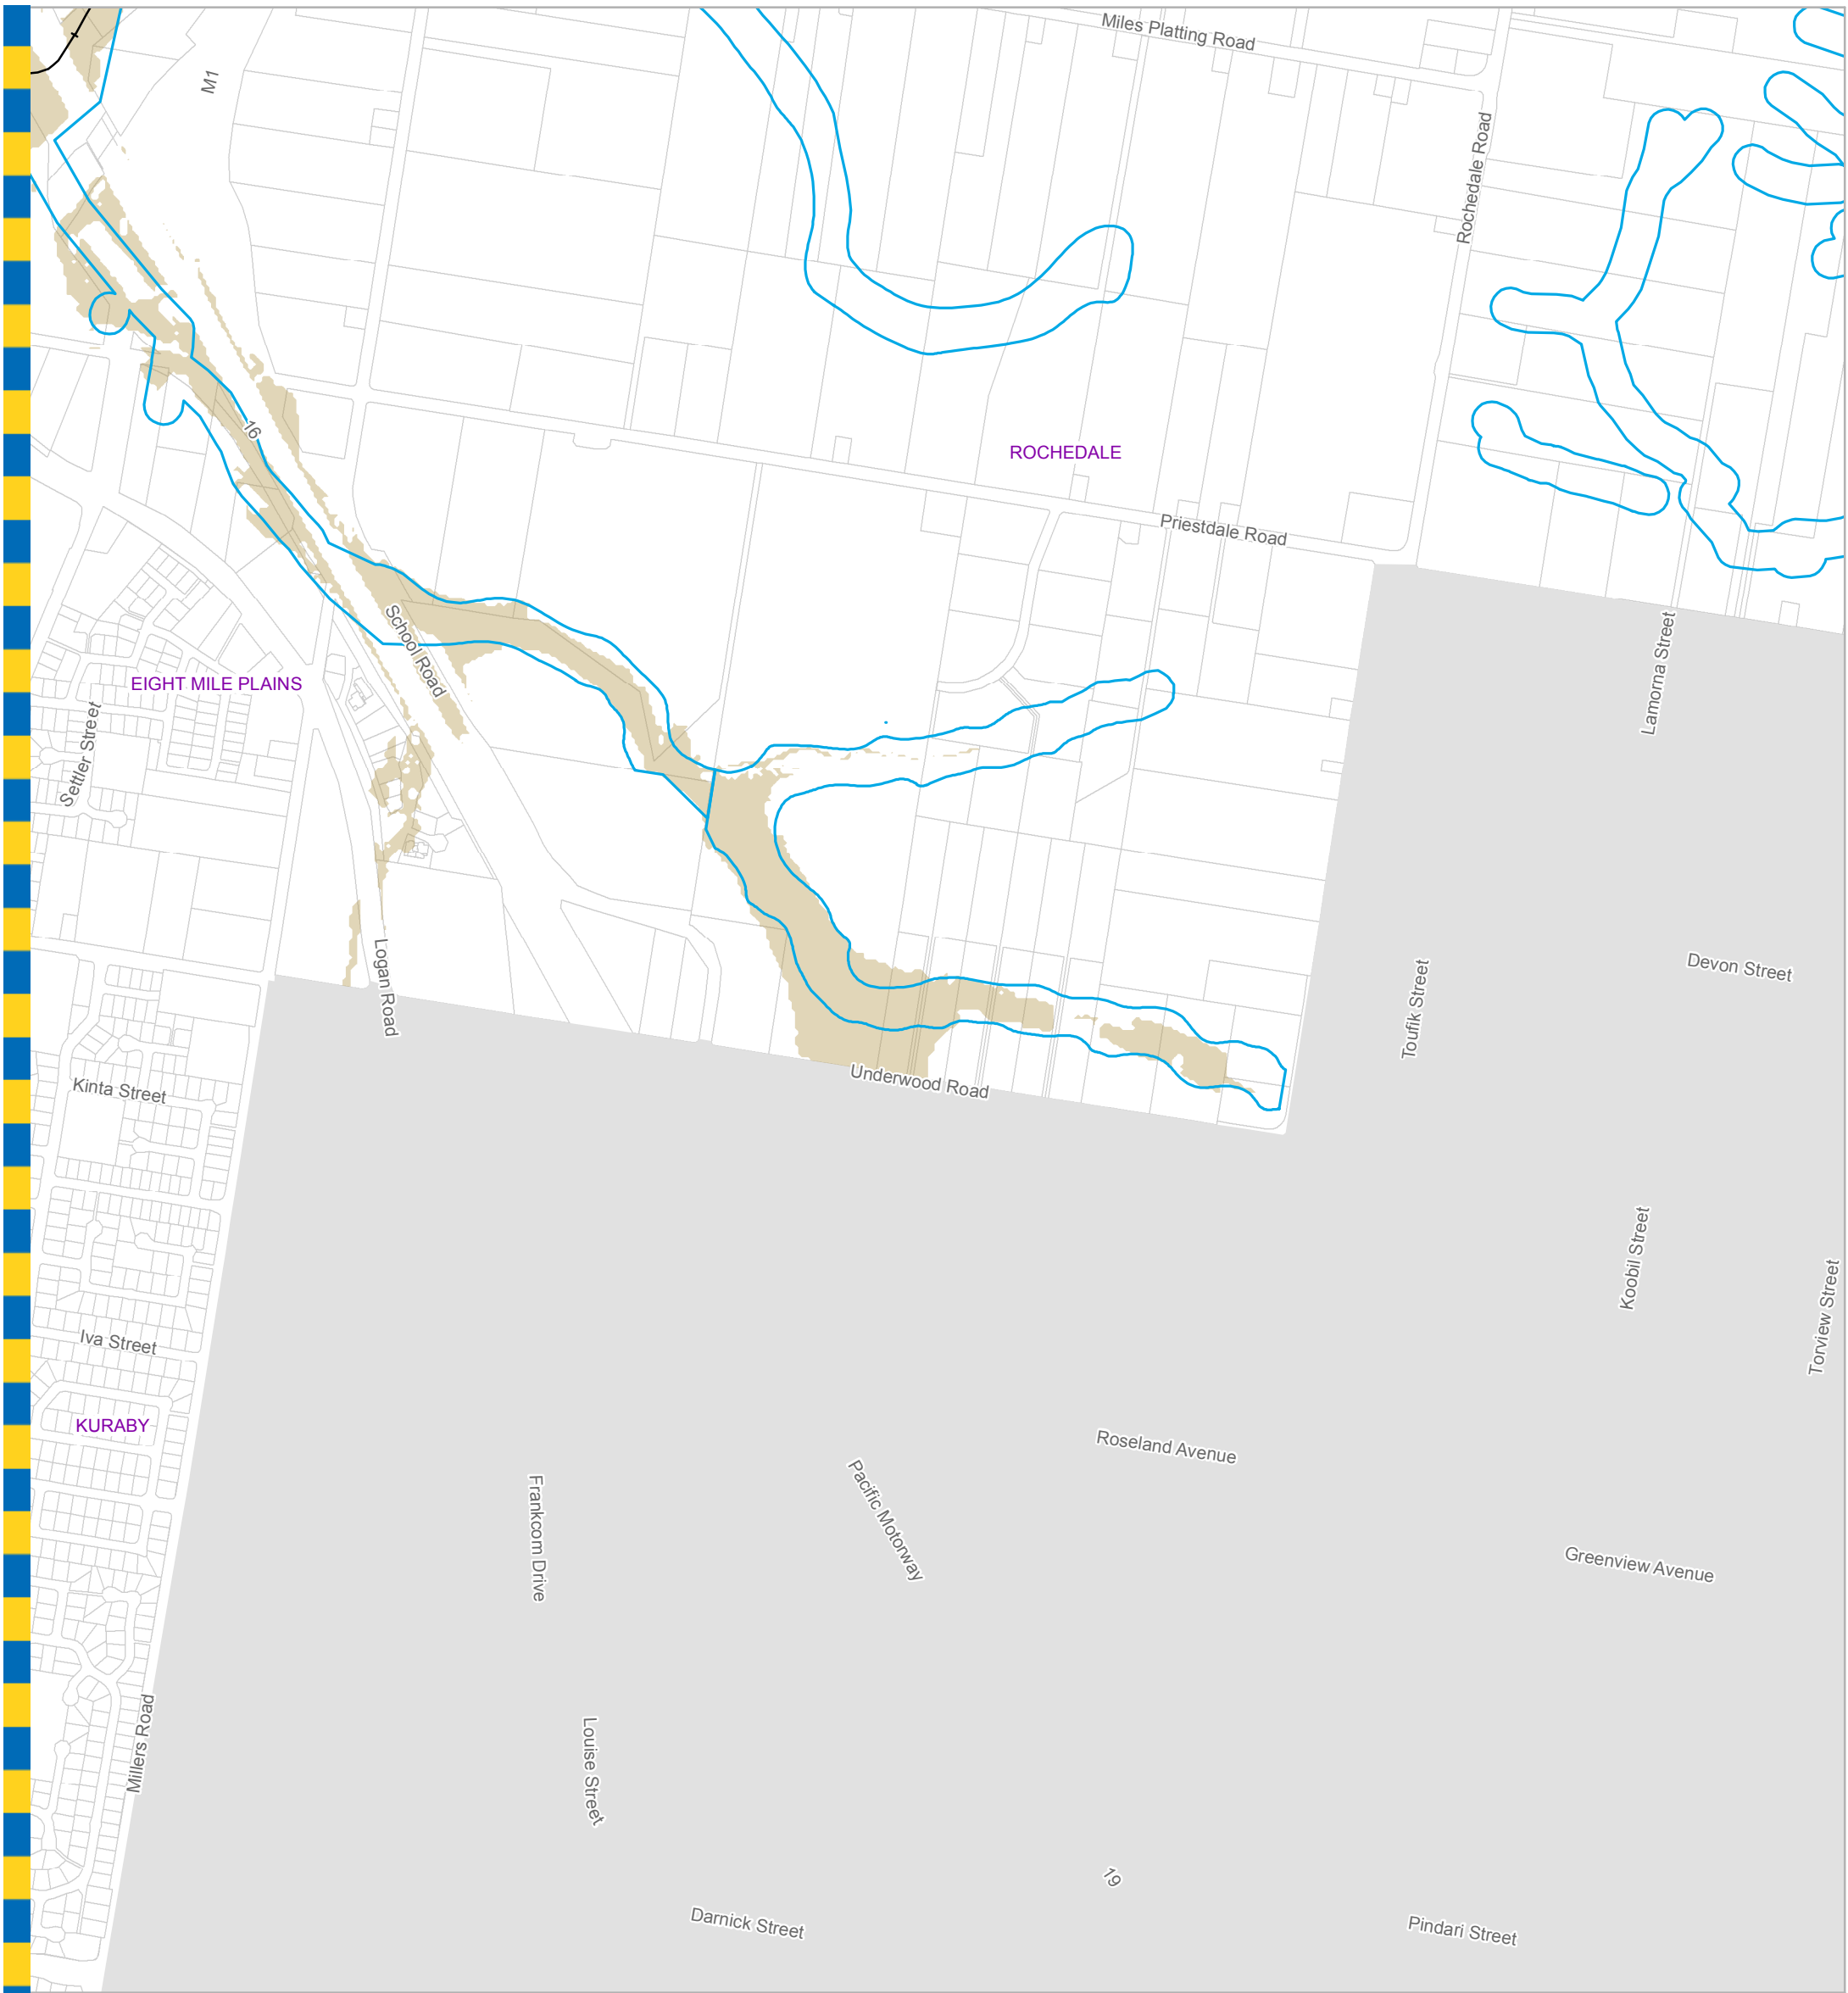 Miles Platting Road
M1
Rochedale Road
16
ROCHEDALE
Priestdale Road
School Road
EIGHT MILE PLAINS
Lamorna Street
Settler Street
Logan Road
Devon Street
Toufik Street
Underwood Road
Kinta Street
Koobil Street
Torview Street
Iva Street
KURABY
Roseland Avenue
Frankcom Drive
Pacific Motorway
Greenview Avenue
Millers Road
Louise Street
19
Darnick Street
Pindari Street